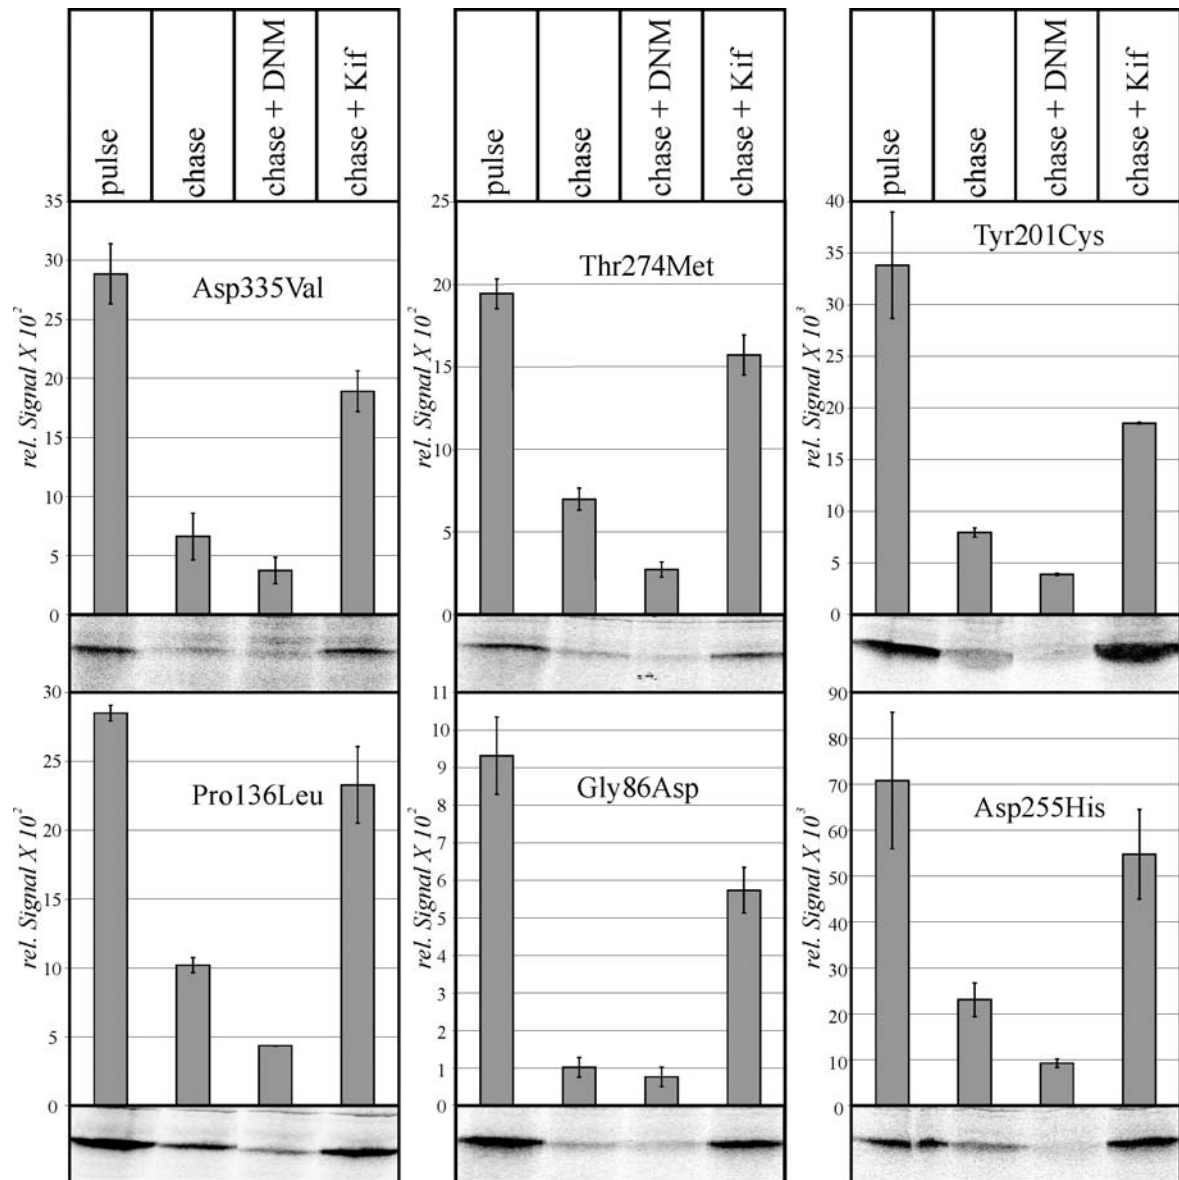 pulse
chase
chase + DNM
chase + Kif
pulse
chase
chase + DNM
chase + Kif
pulse
chase
chase + DNM
chase + Kif
35
30
25
20
15
10
5
0
rel. Signal X 10²
Asp335Val
25
20
15
10
5
0
rel. Signal X 10²
Thr274Met
40
35
30
25
20
15
10
5
0
rel. Signal X 10³
Tyr201Cys
30
25
20
15
10
5
0
rel. Signal X 10²
Pro136Leu
11
10
9
8
7
6
5
4
3
2
1
0
rel. Signal X 10²
Gly86Asp
90
80
70
60
50
40
30
20
10
0
rel. Signal X 10³
Asp255His